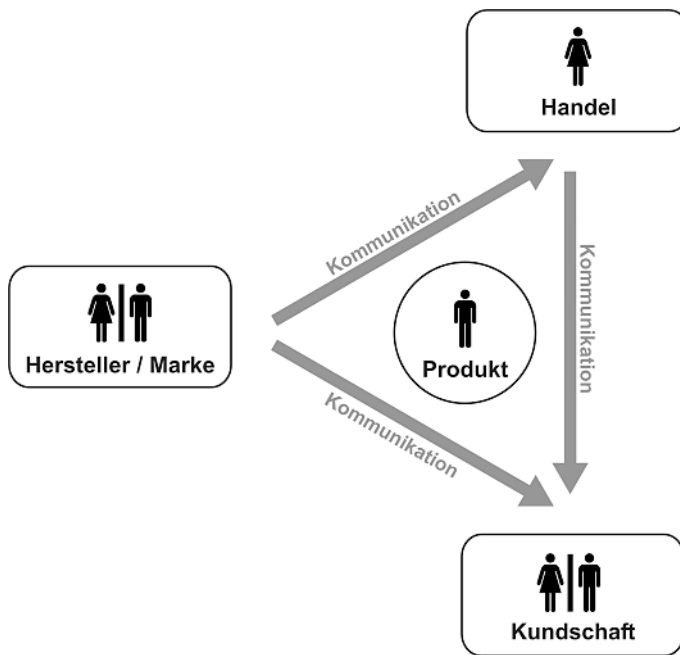 Handel
Kommunikation
Kommunikation
Hersteller / Marke
Produkt
Kommunikation
Kundschaft